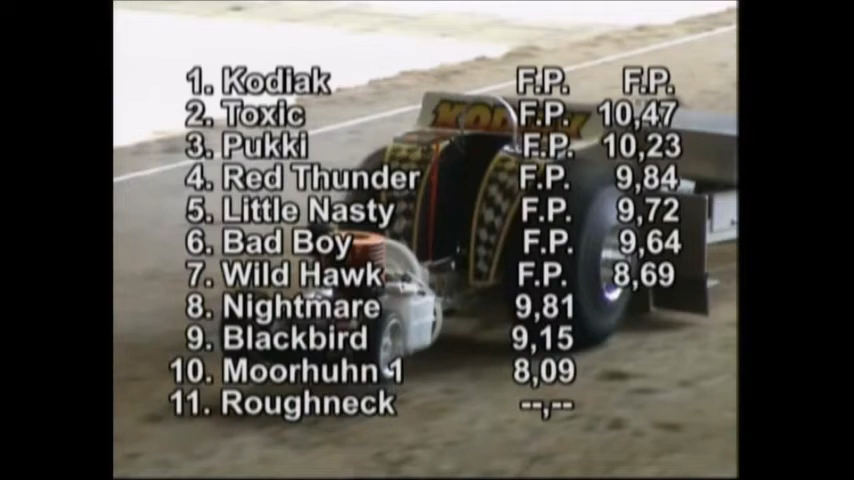 1. Kodiak F.P. F.P.
2. Toxic F.P. 10,47
3. Pukki F.P. 10,23
4. Red Thunder F.P. 9,84
5. Little Nasty F.P. 9,72
6. Bad Boy F.P. 9,64
7. Wild Hawk F.P. 8,69
8. Nightmare 9,81
9. Blackbird 9,15
10. Moorhuhn 1 8,09
11. Roughneck --,--
KODIAK